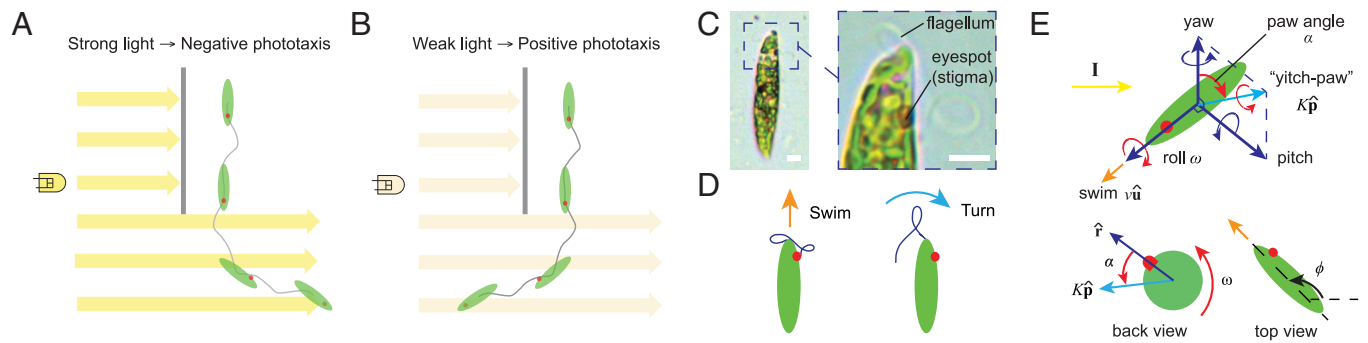 A
Strong light → Negative phototaxis
B
Weak light → Positive phototaxis
C
flagellum
eyespot
(stigma)
D
Swim
Turn
E
yaw
paw angle
α
I
"yitch-paw"
Kp̂
pitch
roll ω
swim vû
r̂
α
Kp̂
ω
back view
ϕ
top view